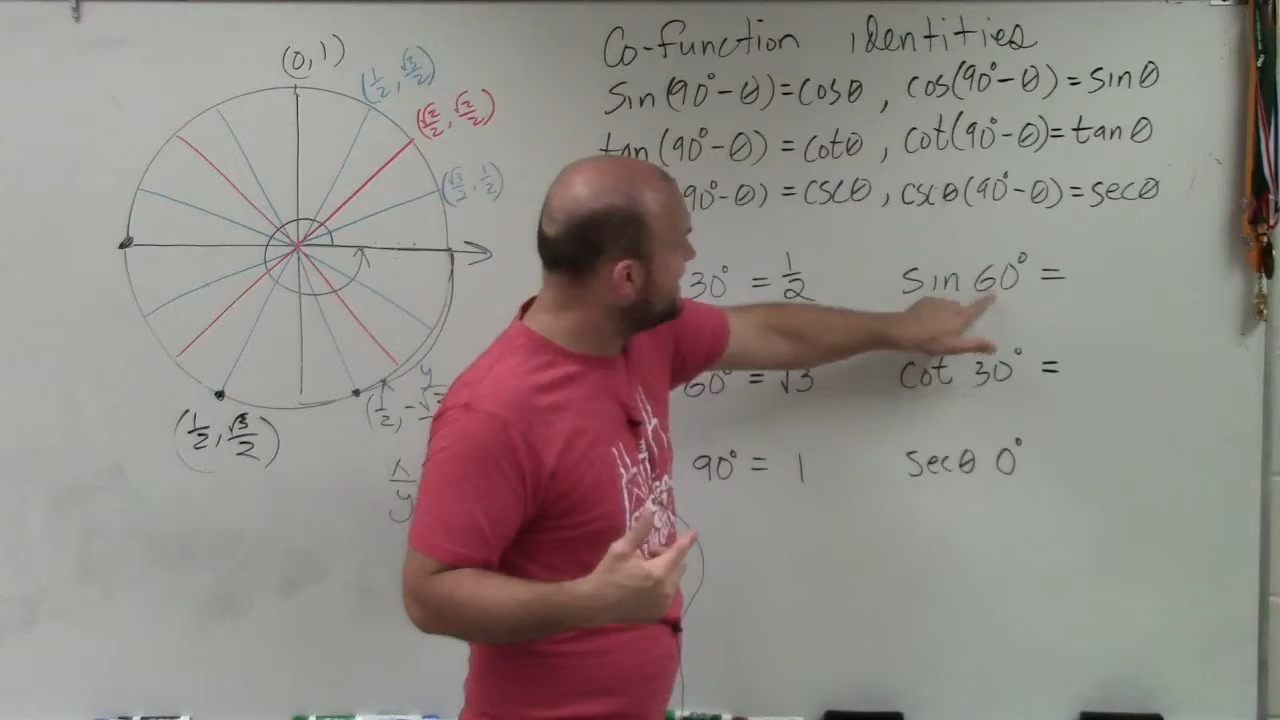 Co-function identities
sin(90°-θ)=cosθ, cos(90°-θ)=sinθ
tan(90°-θ)=cotθ, cot(90°-θ)=tanθ
90°-θ)=cscθ, cscθ(90°-θ)=secθ
30° = 1/2
sin 60° =
60° = √3
cot 30° =
90° = 1
secθ 0°
(0,1)
(1/2, √3/2)
(√2/2, √2/2)
(√3/2, 1/2)
(1/2, √3/2)
y
(1/2, -√3
x/y